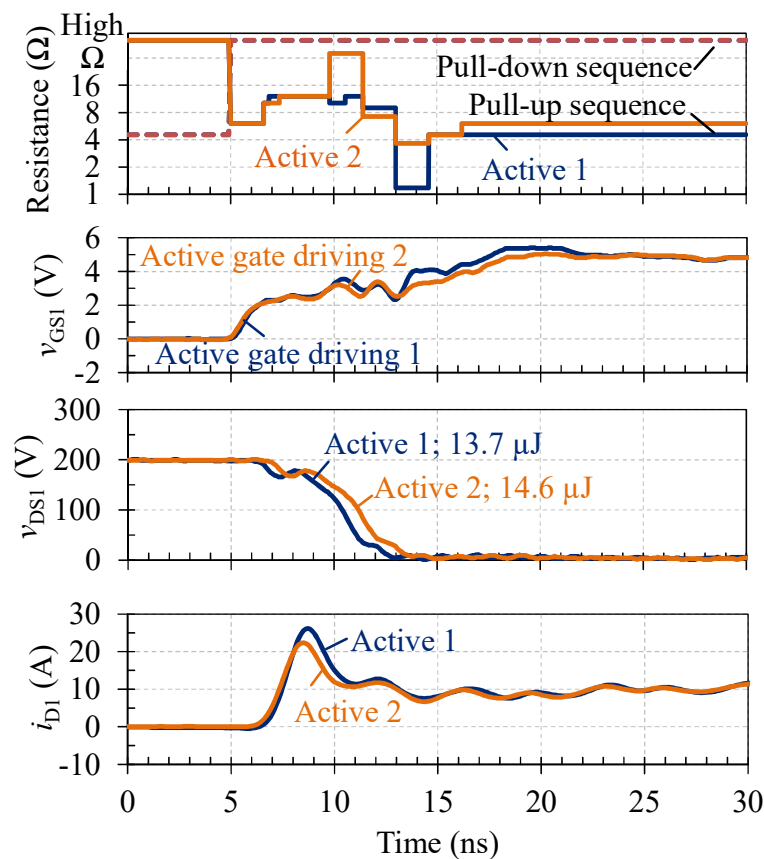 High
Ω
16
8
4
2
1
Resistance (Ω)
Pull-down sequence
Pull-up sequence
Active 2
Active 1
6
4
2
0
-2
vGS1 (V)
Active gate driving 2
Active gate driving 1
300
200
100
0
vDS1 (V)
Active 1; 13.7 µJ
Active 2; 14.6 µJ
30
20
10
0
-10
iD1 (A)
Active 1
Active 2
0 5 10 15 20 25 30
Time (ns)